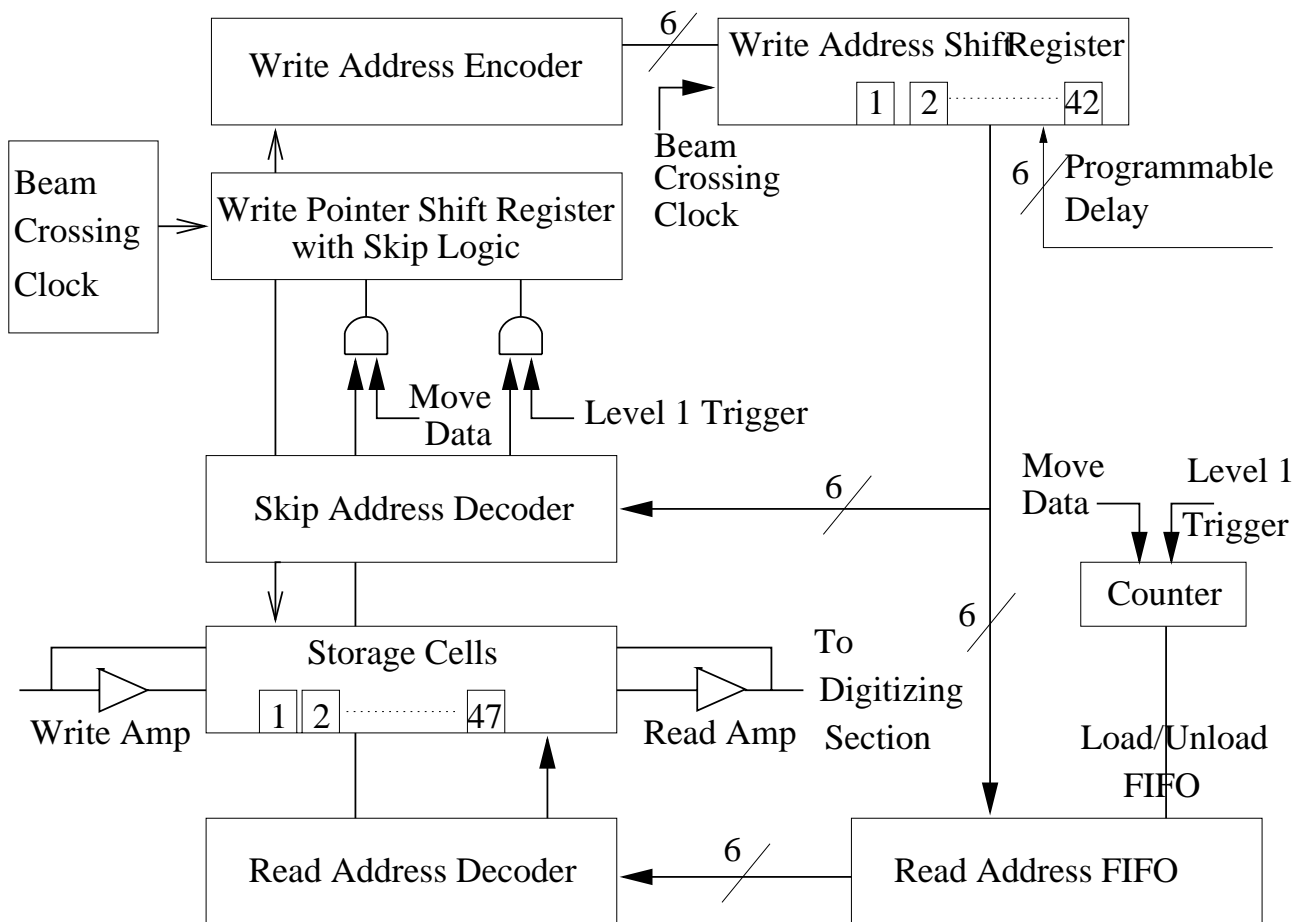 6
Write Address Encoder
Write Address Shift Register
1 2 42
Beam
Crossing
Clock
Beam
Crossing
Clock
6
Programmable
Delay
Write Pointer Shift Register
with Skip Logic
Move
Data
Level 1 Trigger
Skip Address Decoder
6
Move
Data
Level 1
Trigger
Counter
6
Storage Cells
1 2 47
Write Amp
Read Amp
To
Digitizing
Section
Load/Unload
FIFO
Read Address Decoder
6
Read Address FIFO